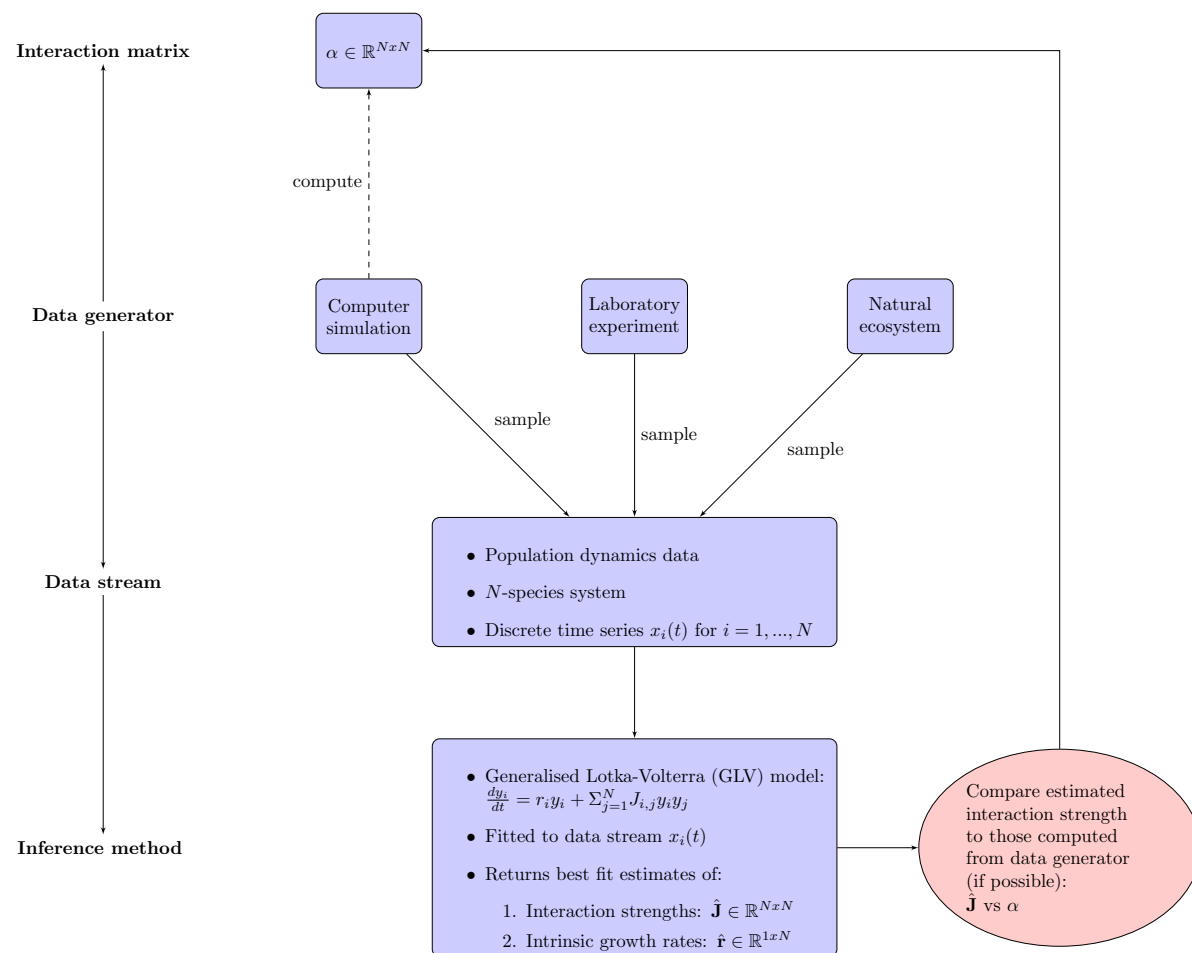 Interaction matrix
α ∈ ℝ^{NxN}
compute
Data generator
Computer
simulation
Laboratory
experiment
Natural
ecosystem
sample
sample
sample
Data stream
• Population dynamics data
• N-species system
• Discrete time series x_i(t) for i = 1, ..., N
Inference method
• Generalised Lotka-Volterra (GLV) model:
\frac{dy_i}{dt} = r_i y_i + Σ_{j=1}^{N} J_{i,j} y_i y_j
• Fitted to data stream x_i(t)
• Returns best fit estimates of:
1. Interaction strengths: Ĵ ∈ ℝ^{NxN}
2. Intrinsic growth rates: r̂ ∈ ℝ^{1xN}
Compare estimated
interaction strength
to those computed
from data generator
(if possible):
Ĵ vs α